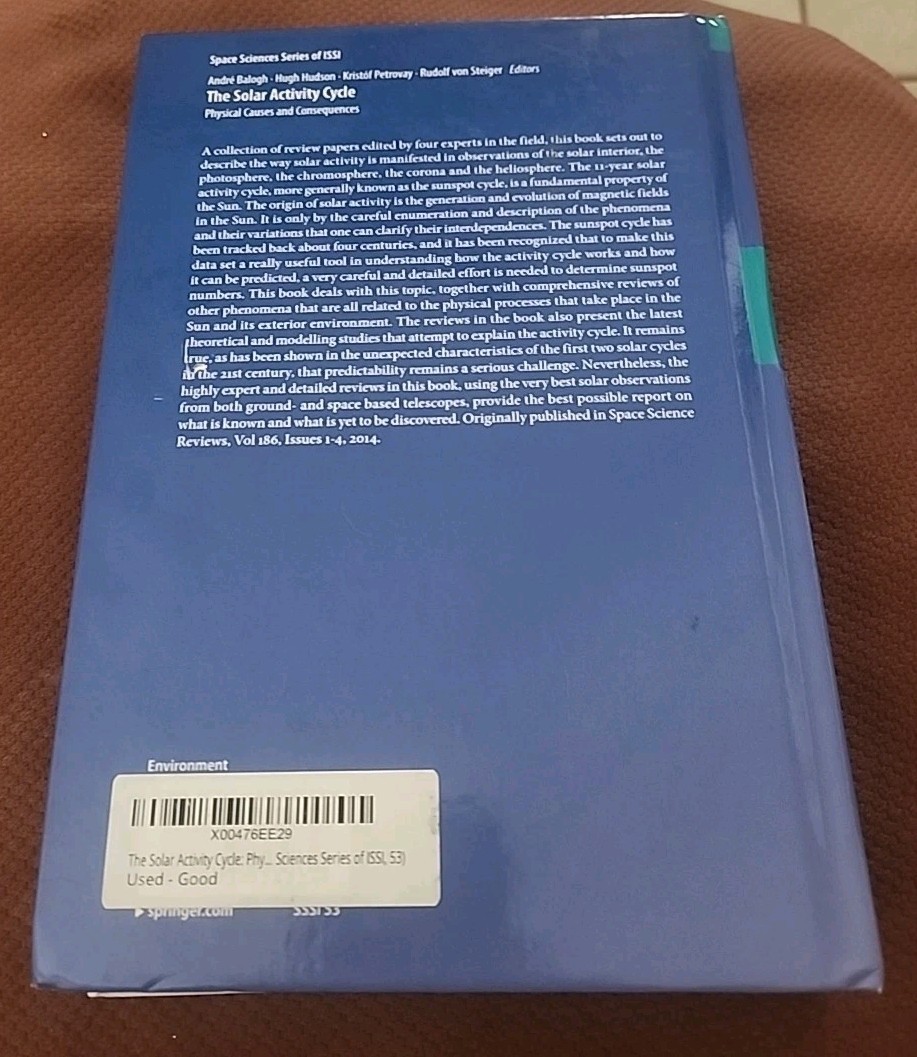 Space Sciences Series of ISSI
André Balogh · Hugh Hudson · Kristóf Petrovay · Rudolf von Steiger Editors
The Solar Activity Cycle
Physical Causes and Consequences
A collection of review papers edited by four experts in the field, this book sets out to
describe the way solar activity is manifested in observations of the solar interior, the
photosphere, the chromosphere, the corona and the heliosphere. The 11-year solar
activity cycle, more generally known as the sunspot cycle, is a fundamental property of
the Sun. The origin of solar activity is the generation and evolution of magnetic fields
in the Sun. It is only by the careful enumeration and description of the phenomena
and their variations that one can clarify their interdependences. The sunspot cycle has
been tracked back about four centuries, and it has been recognized that to make this
data set a really useful tool in understanding how the activity cycle works and how
it can be predicted, a very careful and detailed effort is needed to determine sunspot
numbers. This book deals with this topic, together with comprehensive reviews of
other phenomena that are all related to the physical processes that take place in the
Sun and its exterior environment. The reviews in the book also present the latest
theoretical and modelling studies that attempt to explain the activity cycle. It remains
true, as has been shown in the unexpected characteristics of the first two solar cycles
in the 21st century, that predictability remains a serious challenge. Nevertheless, the
highly expert and detailed reviews in this book, using the very best solar observations
from both ground- and space based telescopes, provide the best possible report on
what is known and what is yet to be discovered. Originally published in Space Science
Reviews, Vol 186, Issues 1-4, 2014.
Environment
X00476EE29
The Solar Activity Cycle: Phy... Sciences Series of ISSI, 53)
Used - Good
springer.com SSSI 53